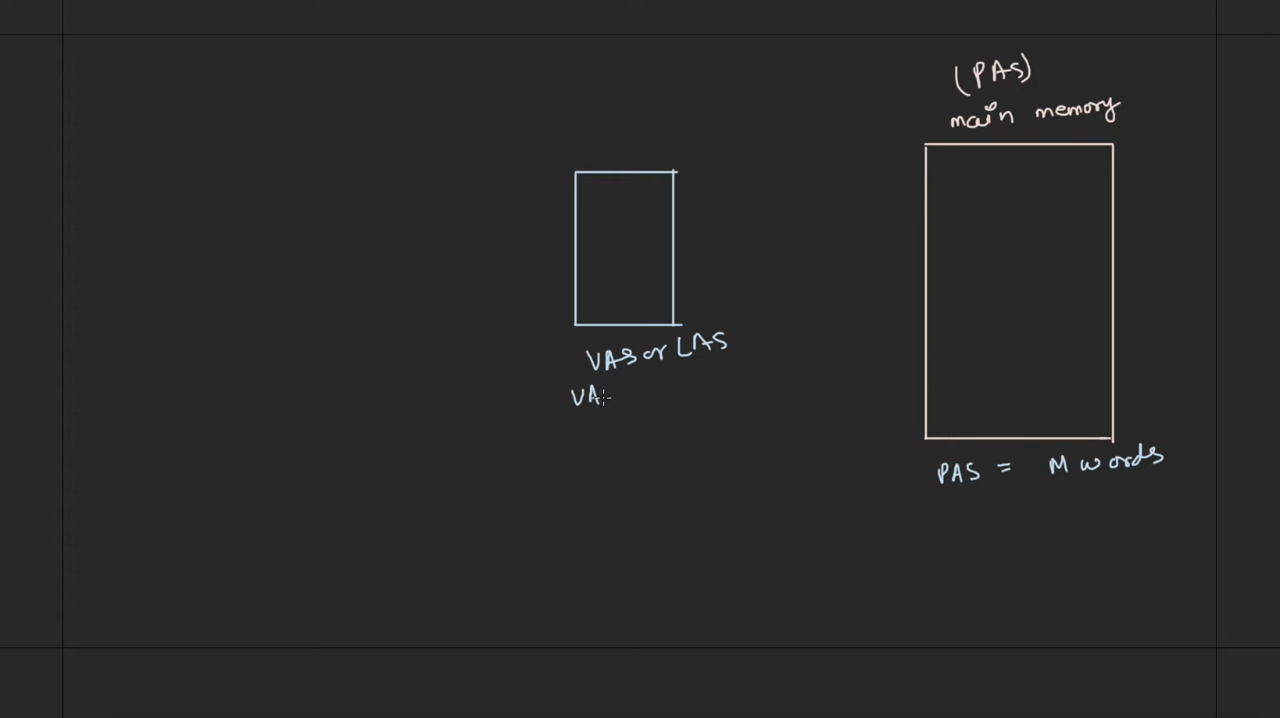 (PAS)
main memory
VAS or LAS
VA
PAS = M words